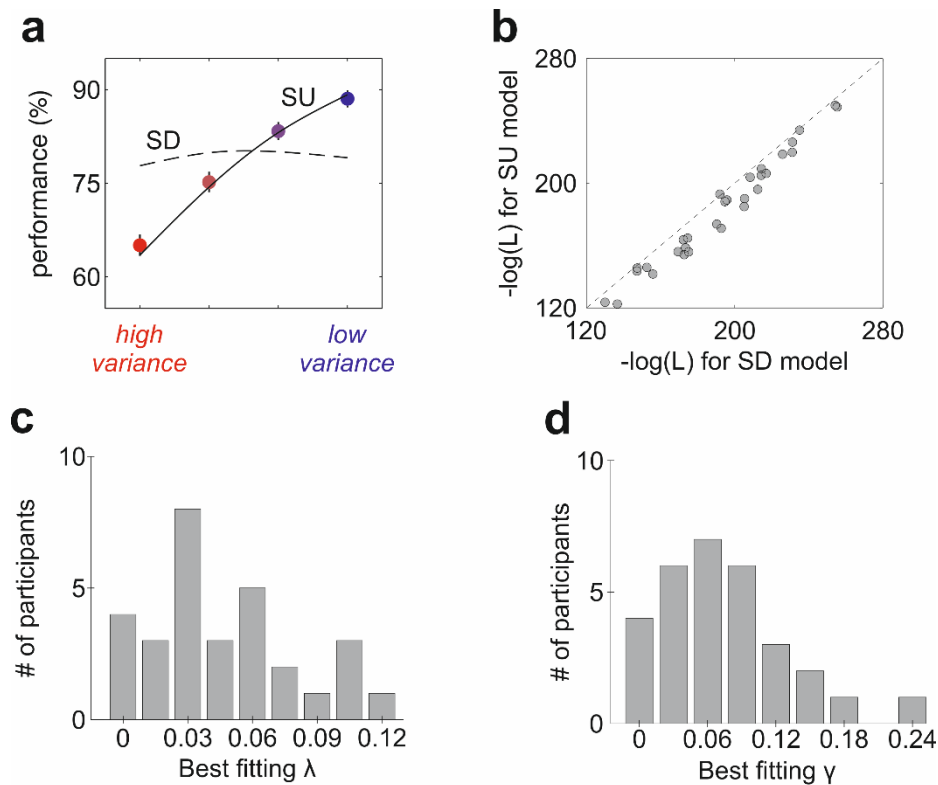 a
performance (%)
90
75
60
SD
SU
high
variance
low
variance
b
-log(L) for SU model
280
200
120
120
200
280
-log(L) for SD model
c
# of participants
10
5
0
0
0.03
0.06
0.09
0.12
Best fitting λ
d
# of participants
10
5
0
0
0.06
0.12
0.18
0.24
Best fitting γ